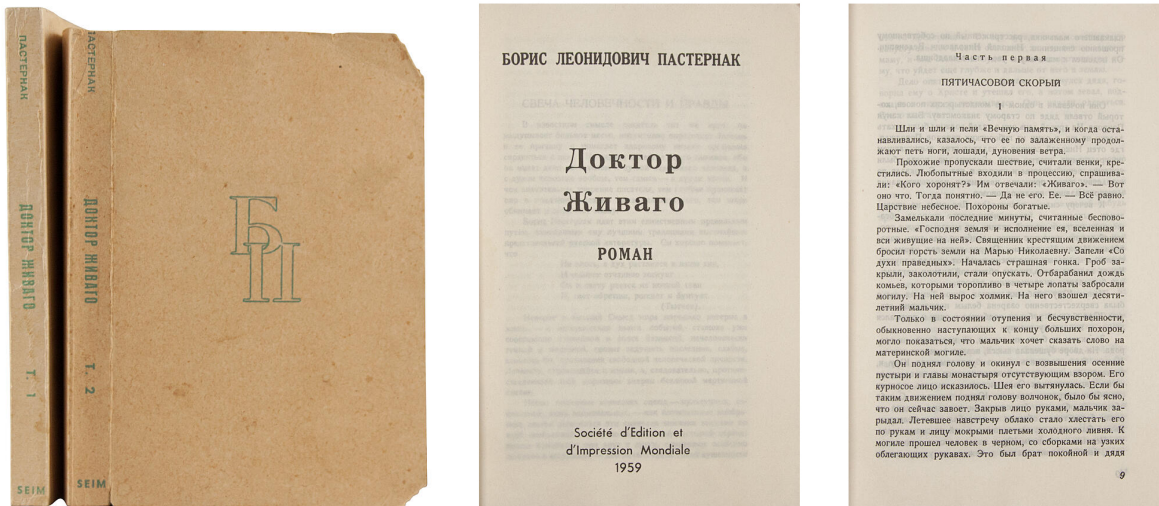 ПАСТЕРНАК
ДОКТОР ЖИВАГО
Т. 1
SEIM
ПАСТЕРНАК
ДОКТОР ЖИВАГО
Т. 2
SEIM
БП
БОРИС ЛЕОНИДОВИЧ ПАСТЕРНАК
Доктор
Живаго
РОМАН
Société d'Edition et
d'Impression Mondiale
1959
Часть первая
ПЯТИЧАСОВОЙ СКОРЫЙ
1
Шли и шли и пели «Вечную память», и когда оста-
навливались, казалось, что ее по залаженному продол-
жают петь ноги, лошади, дуновения ветра.
Прохожие пропускали шествие, считали венки, кре-
стились. Любопытные входили в процессию, спрашива-
ли: «Кого хоронят?» Им отвечали: «Живаго». — Вот
оно что. Тогда понятно. — Да не его. Ее. — Всё равно.
Царствие небесное. Похороны богатые.
Замелькали последние минуты, считанные беспово-
ротные. «Господня земля и исполнение ея, вселенная и
вси живущие на ней». Священник крестящим движением
бросил горсть земли на Марью Николаевну. Запели «Со
духи праведных». Началась страшная гонка. Гроб за-
крыли, заколотили, стали опускать. Отбарабанил дождь
комьев, которыми торопливо в четыре лопаты забросали
могилу. На ней вырос холмик. На него взошел десяти-
летний мальчик.
Только в состоянии отупения и бесчувственности,
обыкновенно наступающих к концу больших похорон,
могло показаться, что мальчик хочет сказать слово на
материнской могиле.
Он поднял голову и окинул с возвышения осенние
пустыри и главы монастыря отсутствующим взором. Его
курносое лицо исказилось. Шея его вытянулась. Если бы
таким движением поднял голову волчонок, было бы ясно,
что он сейчас завоет. Закрыв лицо руками, мальчик за-
рыдал. Летевшее навстречу облако стало хлестать его
по рукам и лицу мокрыми плетьми холодного ливня. К
могиле прошел человек в черном, со сборками на узких
облегающих рукавах. Это был брат покойной и дядя
9